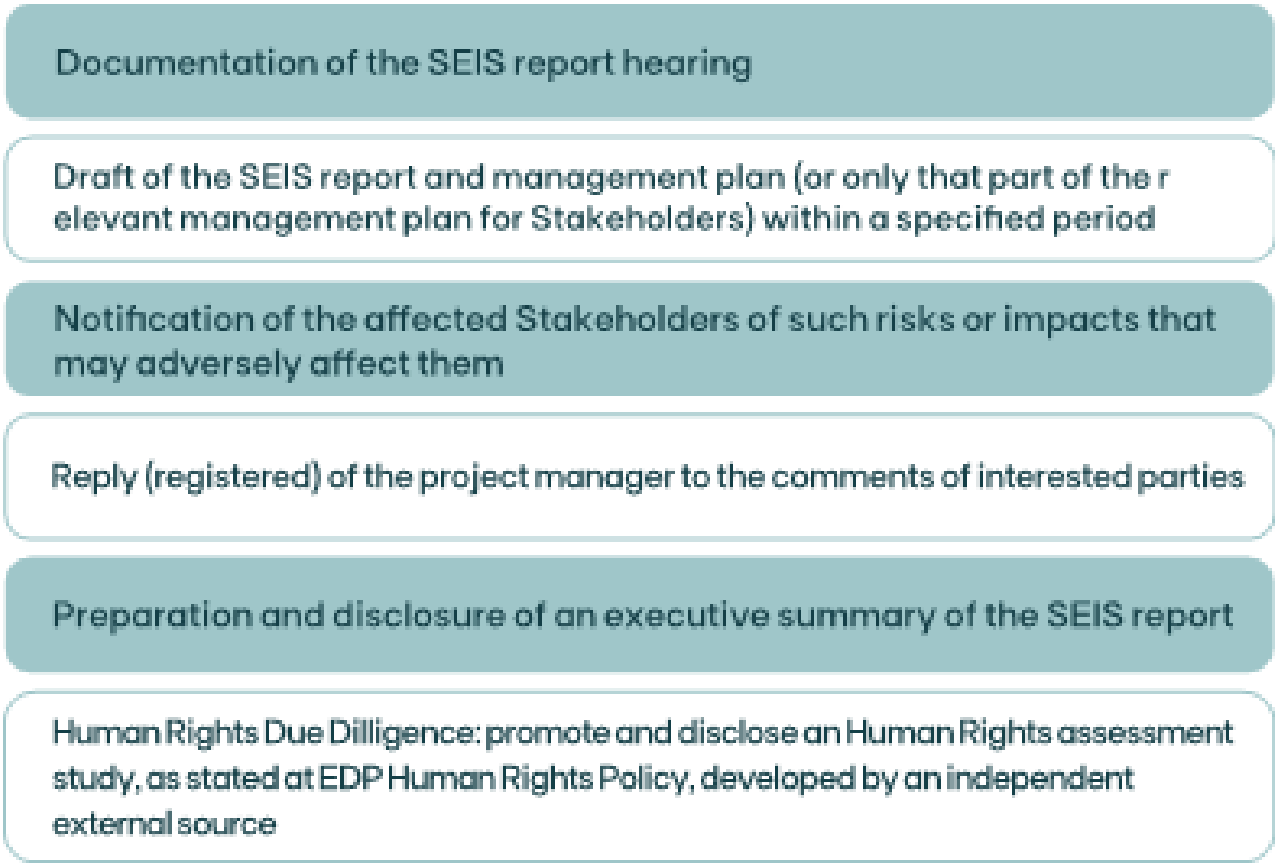 Documentation of the SEIS report hearing
Draft of the SEIS report and management plan (or only that part of the r
elevant management plan for Stakeholders) within a specified period
Notification of the affected Stakeholders of such risks or impacts that
may adversely affect them
Reply (registered) of the project manager to the comments of interested parties
Preparation and disclosure of an executive summary of the SEIS report
Human Rights Due Dilligence: promote and disclose an Human Rights assessment
study, as stated at EDP Human Rights Policy, developed by an independent
external source